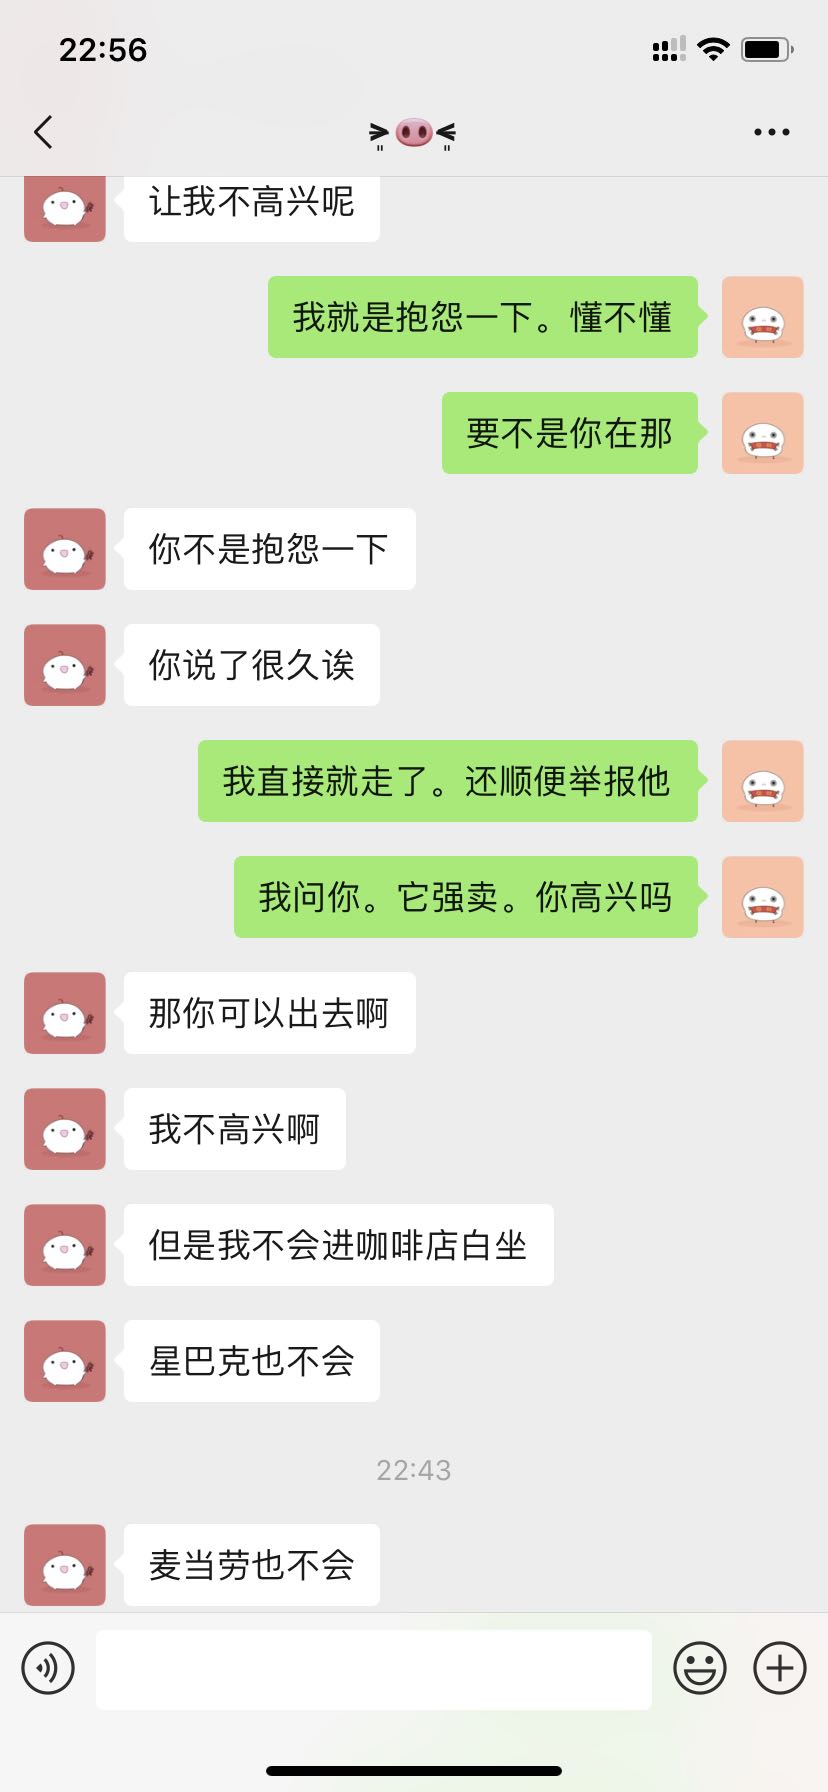 22:56
让我不高兴呢
我就是抱怨一下。懂不懂
要不是你在那
你不是抱怨一下
你说了很久诶
我直接就走了。还顺便举报他
我问你。它强卖。你高兴吗
那你可以出去啊
我不高兴啊
但是我不会进咖啡店白坐
星巴克也不会
22:43
麦当劳也不会